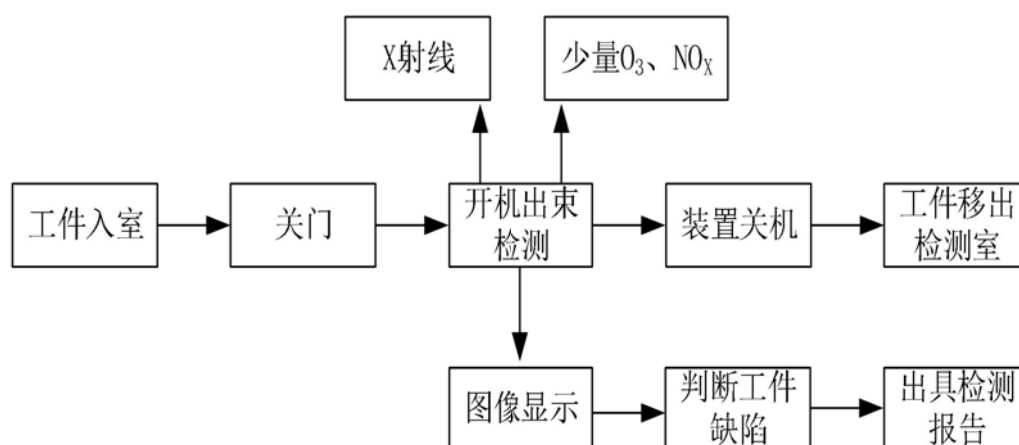 X射线
少量O₃、NOₓ
工件入室
关门
开机出束
检测
装置关机
工件移出
检测室
图像显示
判断工件
缺陷
出具检测
报告